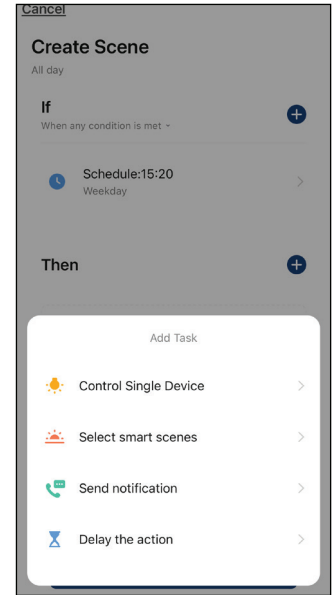 Cancel
Create Scene
All day
If
When any condition is met
Schedule:15:20
Weekday
Then
Add Task
Control Single Device
Select smart scenes
Send notification
Delay the action